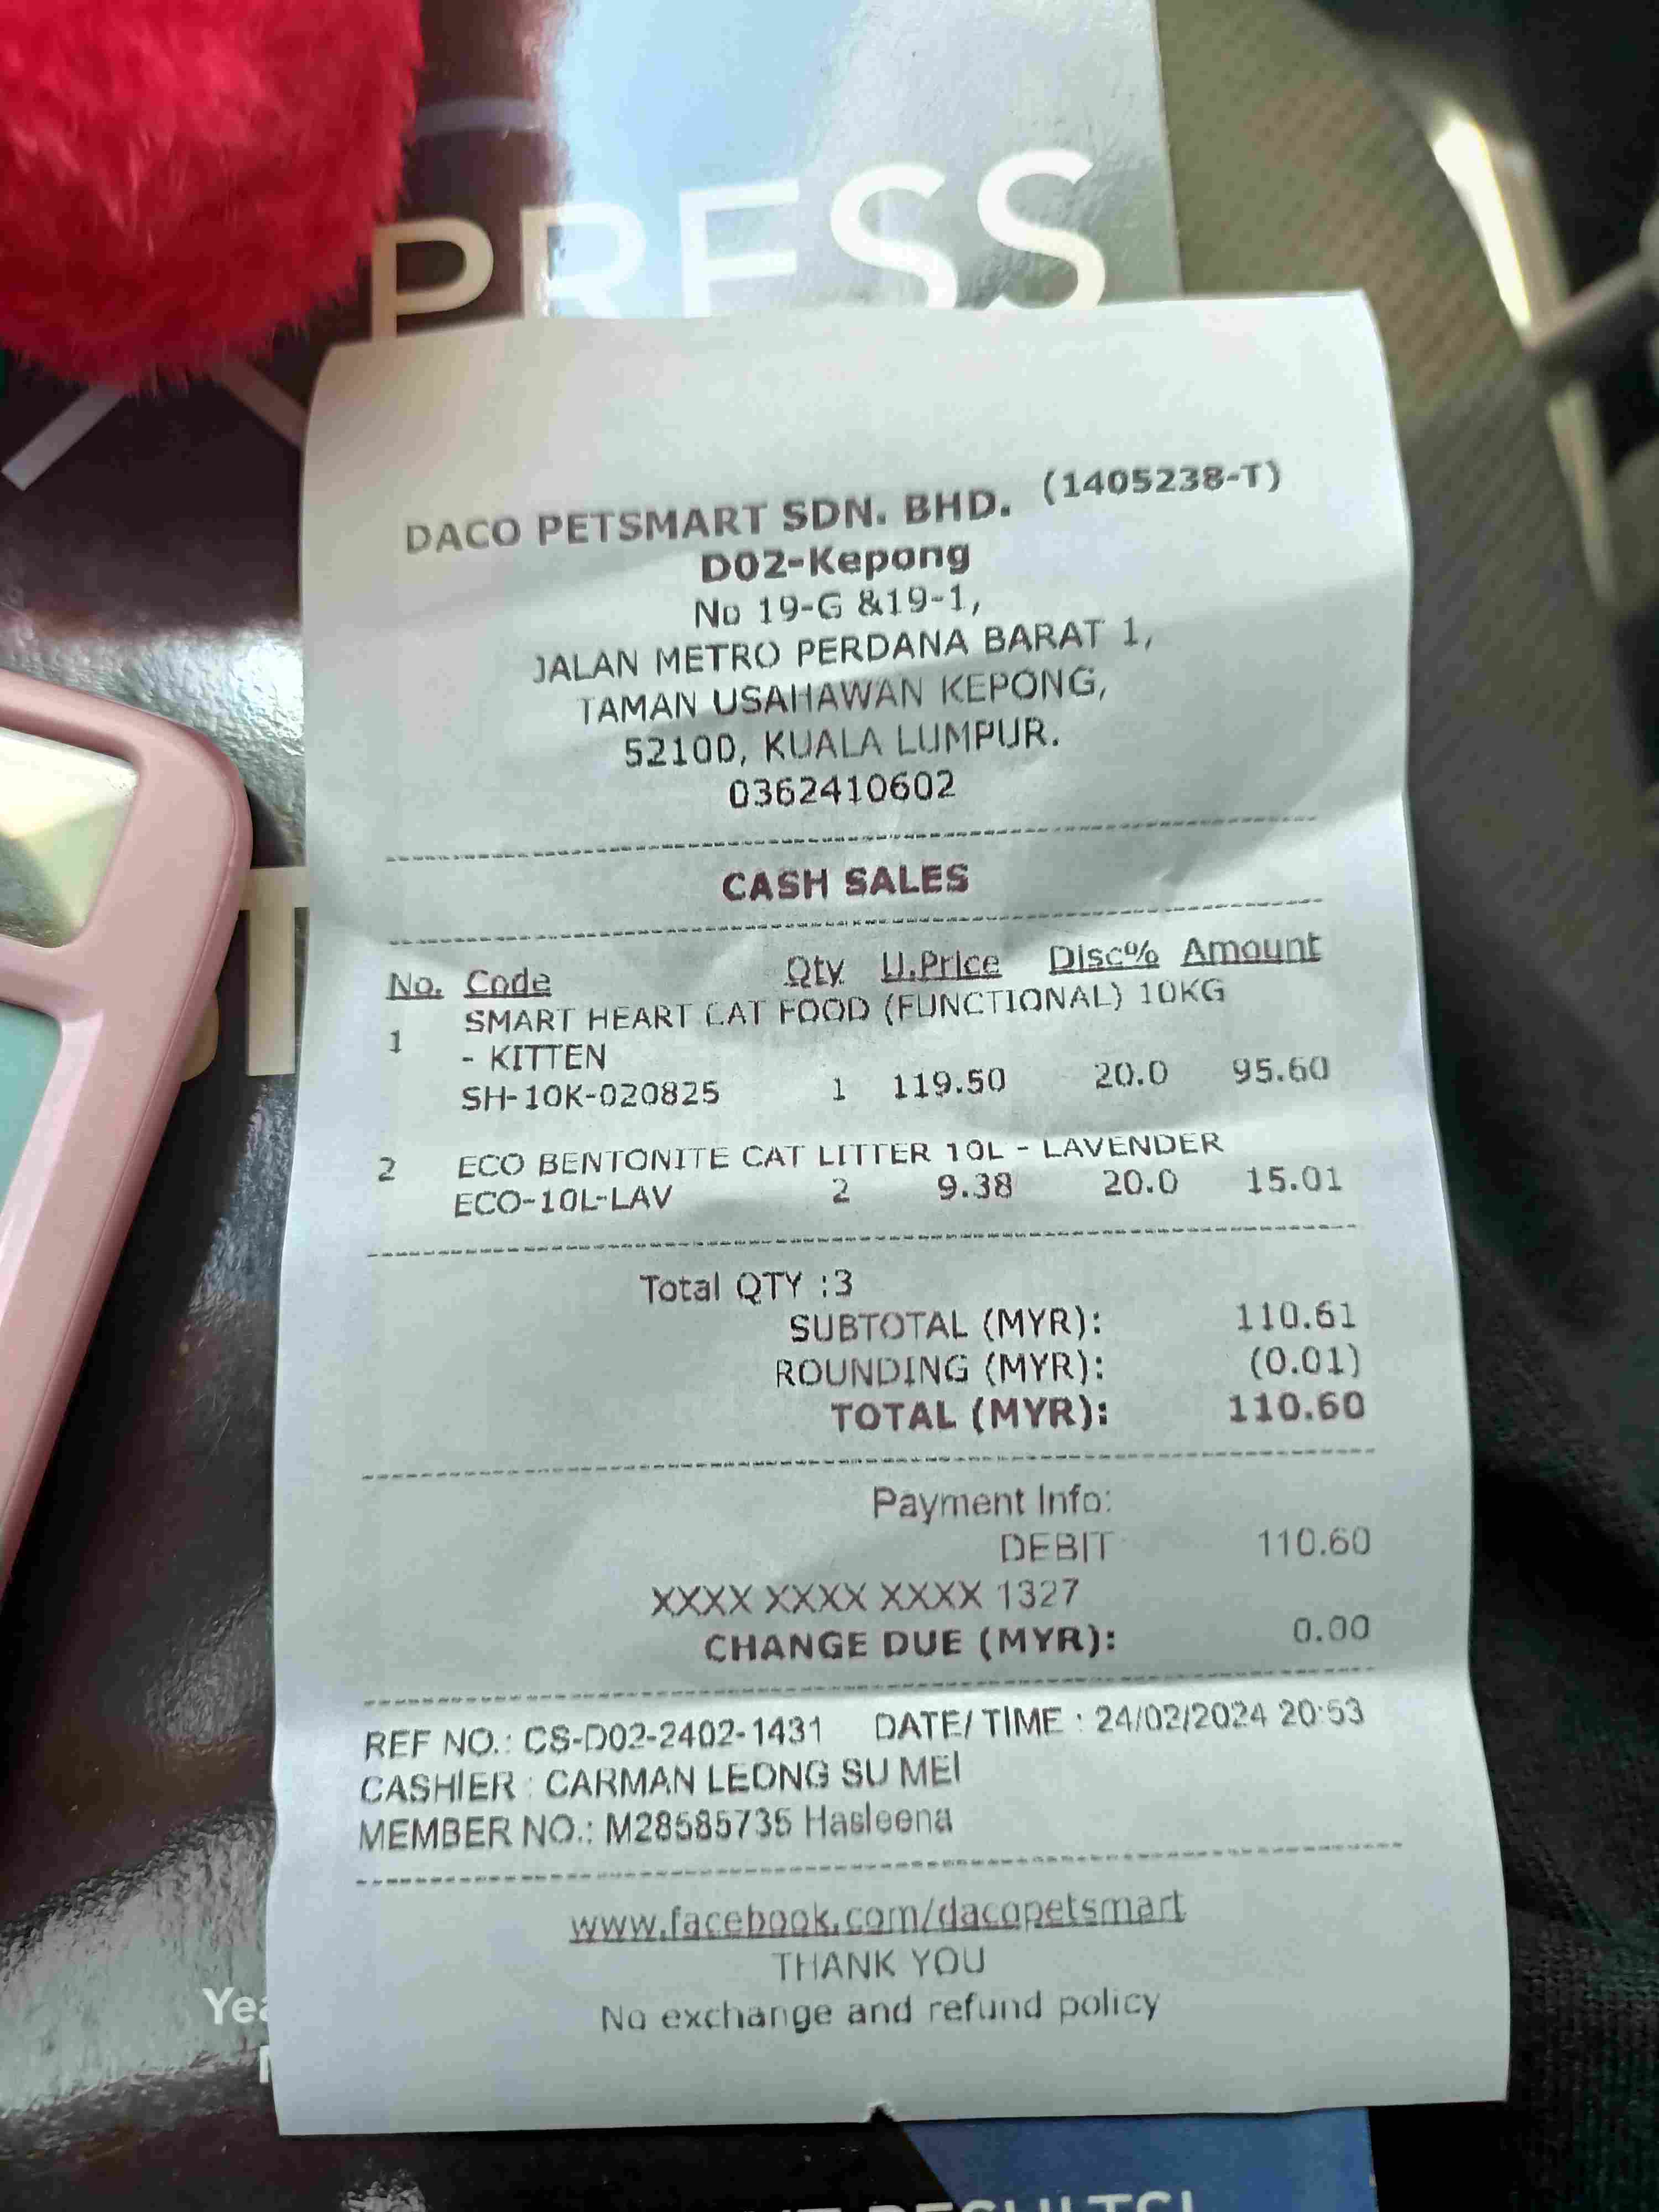 PRESS
DACO PETSMART SDN. BHD. (1405238-T)
D02-Kepong
No 19-G &19-1,
JALAN METRO PERDANA BARAT 1,
TAMAN USAHAWAN KEPONG,
52100, KUALA LUMPUR.
0362410602
CASH SALES
No. Code Qty U.Price Disc% Amount
1 SMART HEART CAT FOOD (FUNCTIONAL) 10KG
- KITTEN
SH-10K-020825 1 119.50 20.0 95.60
2 ECO BENTONITE CAT LITTER 10L - LAVENDER
ECO-10L-LAV 2 9.38 20.0 15.01
Total QTY :3
SUBTOTAL (MYR): 110.61
ROUNDING (MYR): (0.01)
TOTAL (MYR): 110.60
Payment Info:
DEBIT 110.60
XXXX XXXX XXXX 1327
CHANGE DUE (MYR): 0.00
REF NO.: CS-D02-2402-1431 DATE/ TIME : 24/02/2024 20:53
CASHIER : CARMAN LEONG SU MEI
MEMBER NO.: M28585735 Hasleena
www.facebook.com/dacopetsmart
THANK YOU
No exchange and refund policy